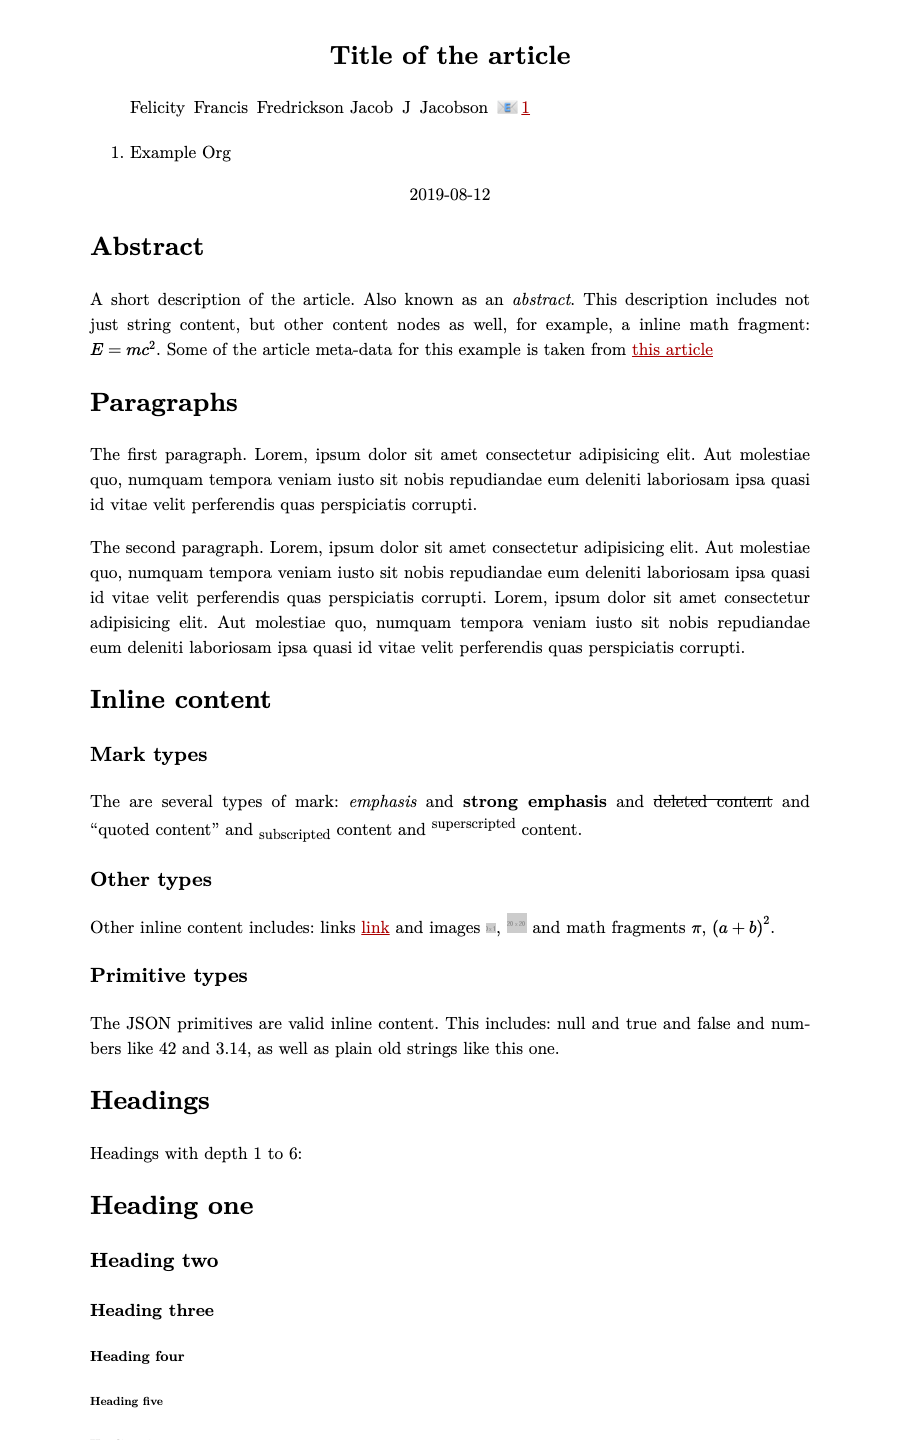 Title of the article
Felicity Francis Fredrickson Jacob J Jacobson 1
1. Example Org
2019-08-12
Abstract
A short description of the article. Also known as an abstract. This description includes not
just string content, but other content nodes as well, for example, a inline math fragment:
E = mc². Some of the article meta-data for this example is taken from this article
Paragraphs
The first paragraph. Lorem, ipsum dolor sit amet consectetur adipisicing elit. Aut molestiae
quo, numquam tempora veniam iusto sit nobis repudiandae eum deleniti laboriosam ipsa quasi
id vitae velit perferendis quas perspiciatis corrupti.
The second paragraph. Lorem, ipsum dolor sit amet consectetur adipisicing elit. Aut molestiae
quo, numquam tempora veniam iusto sit nobis repudiandae eum deleniti laboriosam ipsa quasi
id vitae velit perferendis quas perspiciatis corrupti. Lorem, ipsum dolor sit amet consectetur
adipisicing elit. Aut molestiae quo, numquam tempora veniam iusto sit nobis repudiandae
eum deleniti laboriosam ipsa quasi id vitae velit perferendis quas perspiciatis corrupti.
Inline content
Mark types
The are several types of mark: emphasis and strong emphasis and deleted content and
“quoted content” and subscripted content and superscripted content.
Other types
Other inline content includes: links link and images , and math fragments π, (a + b)².
Primitive types
The JSON primitives are valid inline content. This includes: null and true and false and num-
bers like 42 and 3.14, as well as plain old strings like this one.
Headings
Headings with depth 1 to 6:
Heading one
Heading two
Heading three
Heading four
Heading five